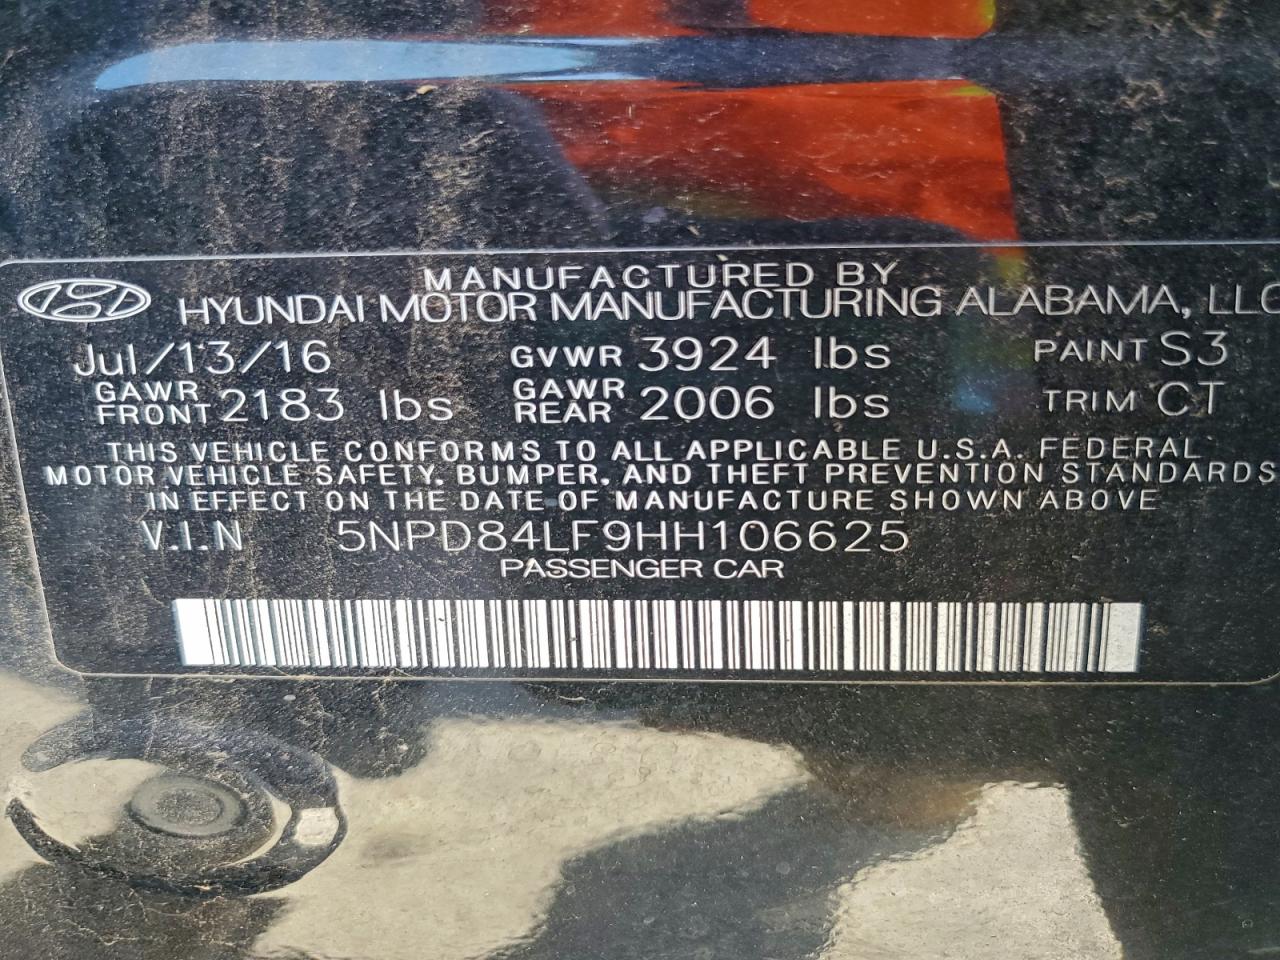 MANUFACTURED BY
HYUNDAI MOTOR MANUFACTURING ALABAMA, LLC
Jul/13/16 GVWR 3924 lbs PAINT S3
GAWR FRONT 2183 lbs GAWR REAR 2006 lbs TRIM CT
THIS VEHICLE CONFORMS TO ALL APPLICABLE U.S.A. FEDERAL
MOTOR VEHICLE SAFETY, BUMPER, AND THEFT PREVENTION STANDARDS
IN EFFECT ON THE DATE OF MANUFACTURE SHOWN ABOVE
V.I.N 5NPD84LF9HH106625
PASSENGER CAR